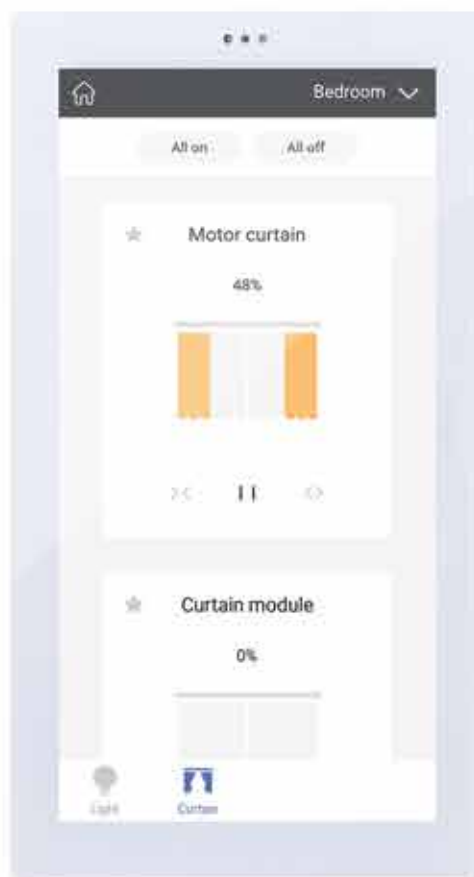 Bedroom
All on All off
Motor curtain
48%
Curtain module
0%
Light Curtain